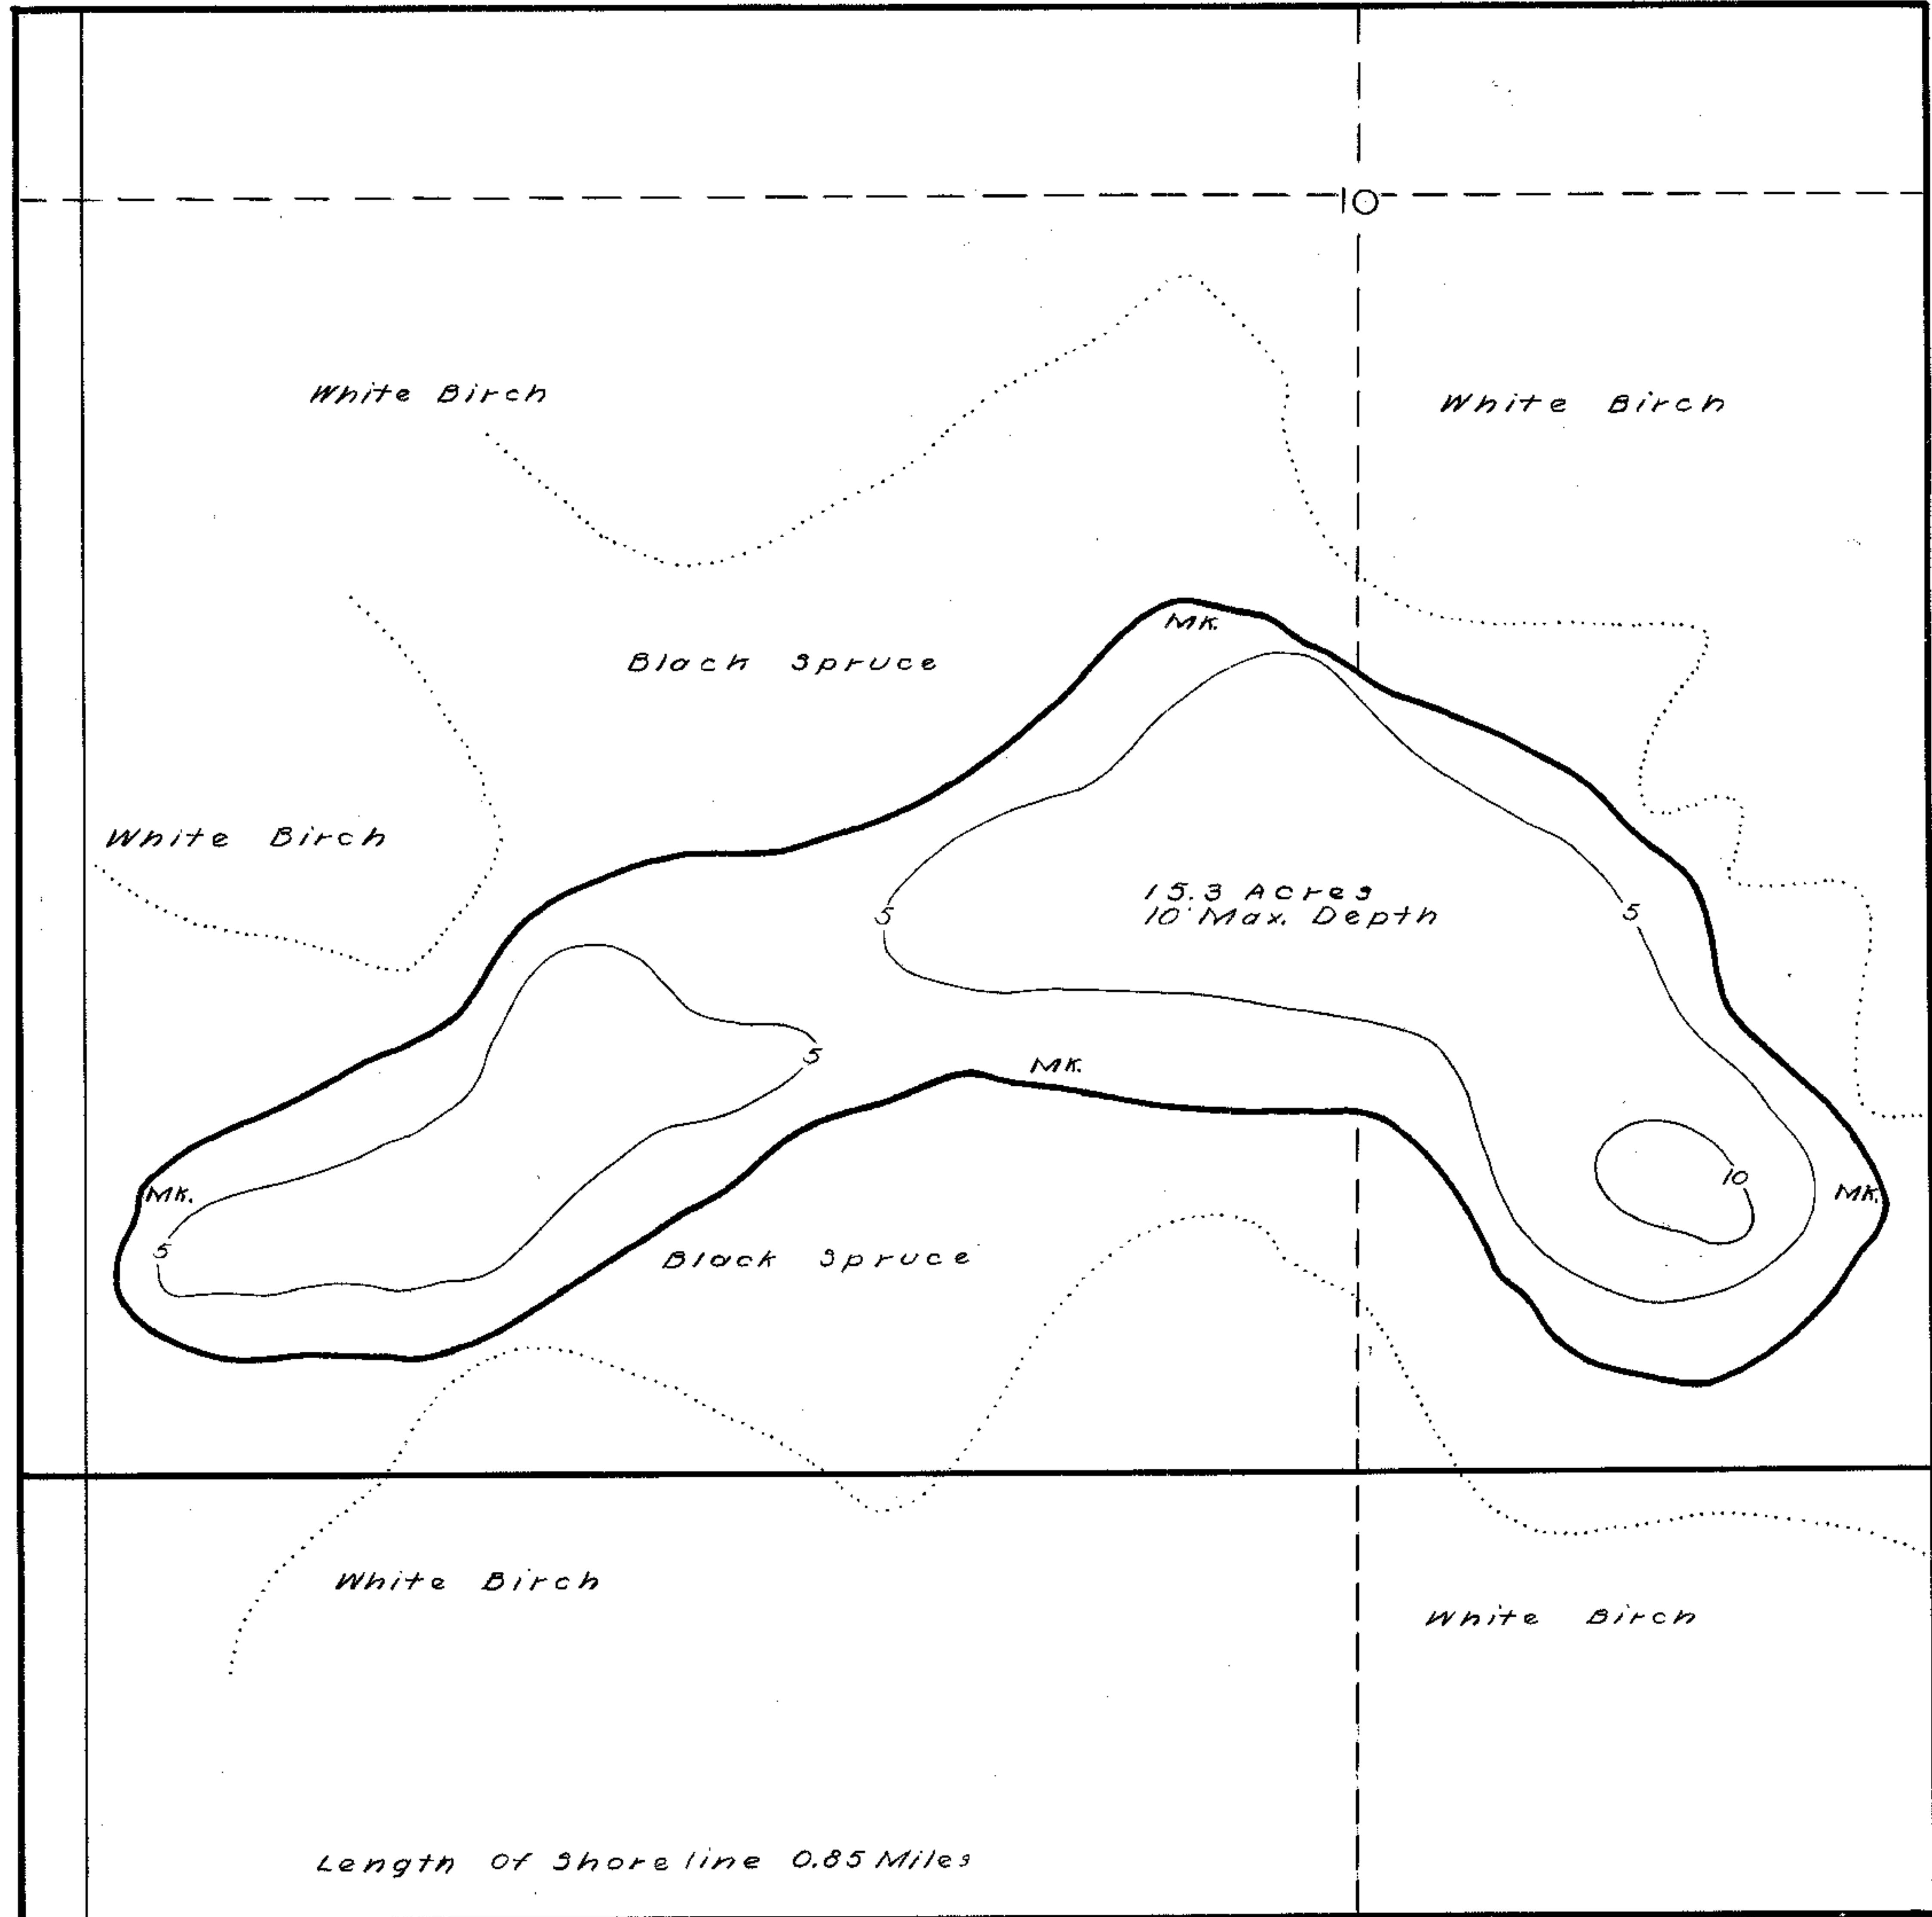 White Birch
White Birch
Mk.
Black Spruce
White Birch
15.3 Acres
10' Max. Depth
5
5
5
Mk.
10
Mk.
Mk.
5
Black Spruce
White Birch
White Birch
Length Of Shoreline 0.85 Miles